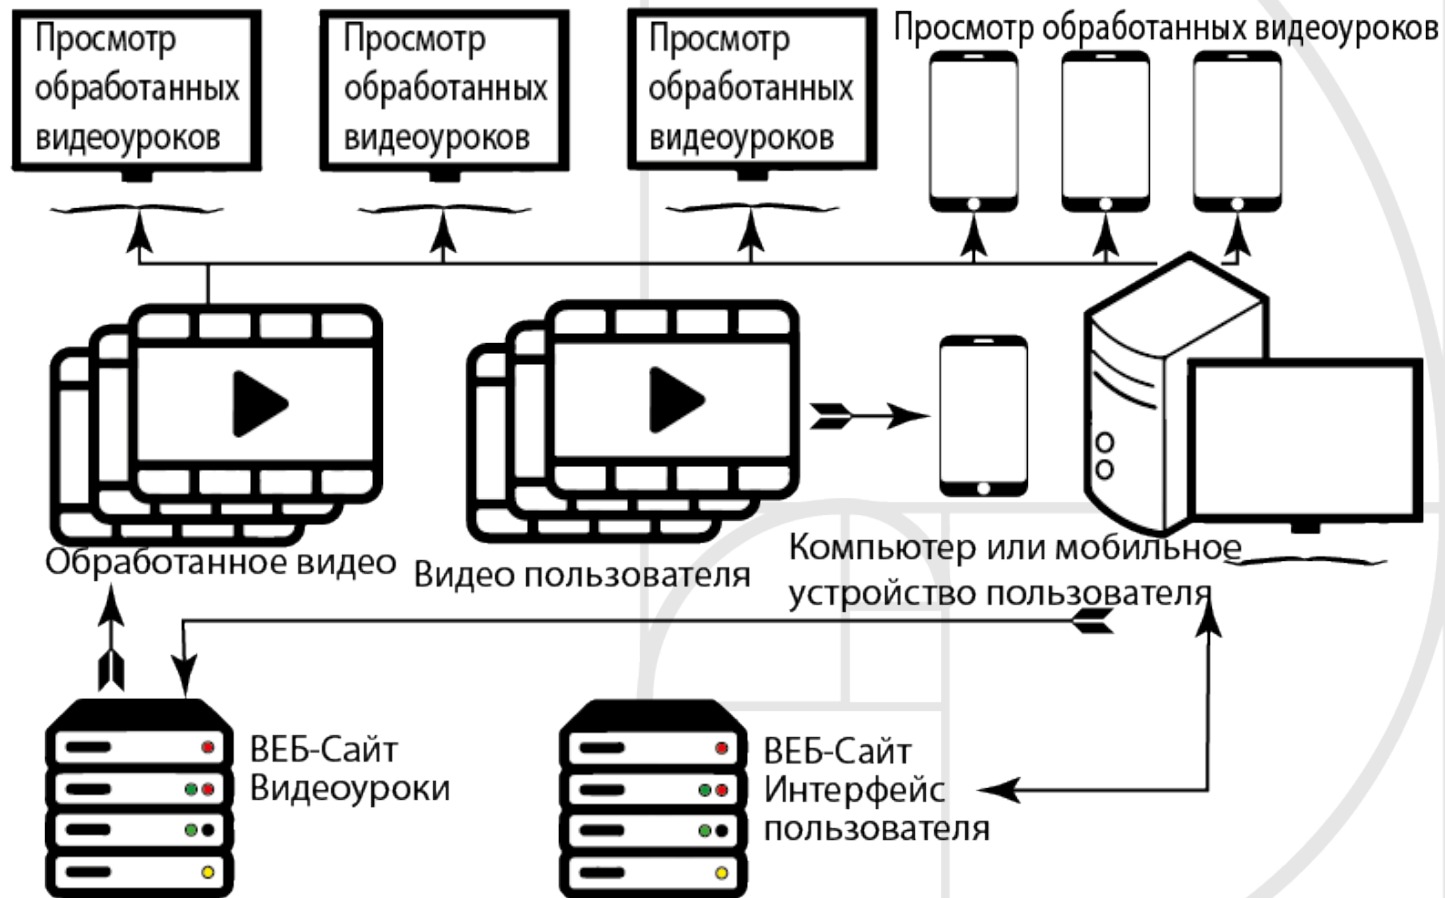 Просмотр
обработанных
видеоуроков
Просмотр
обработанных
видеоуроков
Просмотр
обработанных
видеоуроков
Просмотр обработанных видеоуроков
Обработанное видео
Видео пользователя
Компьютер или мобильное
устройство пользователя
ВЕБ-Сайт
Видеоуроки
ВЕБ-Сайт
Интерфейс
пользователя